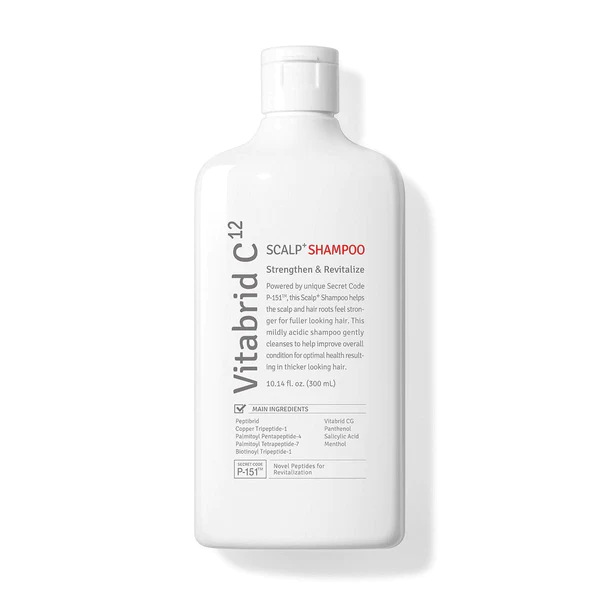 Vitabrid C12
SCALP+ SHAMPOO
Strengthen & Revitalize
Powered by unique Secret Code
P-151™, this Scalp+ Shampoo helps
the scalp and hair roots feel stron-
ger for fuller looking hair. This
mildly acidic shampoo gently
cleanses to help improve overall
condition for optimal health result-
ing in thicker looking hair.
10.14 fl. oz. (300 mL)
MAIN INGREDIENTS
Peptibrid
Copper Tripeptide-1
Palmitoyl Pentapeptide-4
Palmitoyl Tetrapeptide-7
Biotinoyl Tripeptide-1
Vitabrid CG
Panthenol
Salicylic Acid
Menthol
SECRET CODE
P-151™
Novel Peptides for
Revitalization